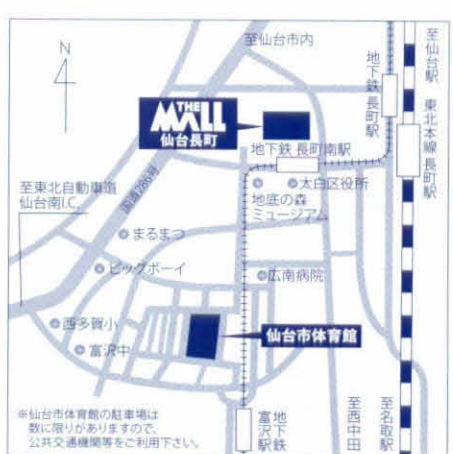 N
至仙台市内
至仙台駅
東北本線 長町駅
地下鉄 長町駅
THE MALL
仙台長町
地下鉄 長町南駅
至東北自動車道
仙台南I.C.
国道286号
太白区役所
地底の森
ミュージアム
まるまつ
ビッグボーイ
広南病院
西多賀小
富沢中
仙台市体育館
※仙台市体育館の駐車場は
数に限りがありますので、
公共交通機関等をご利用下さい。
地下鉄
富沢駅
至西中田
至名取駅